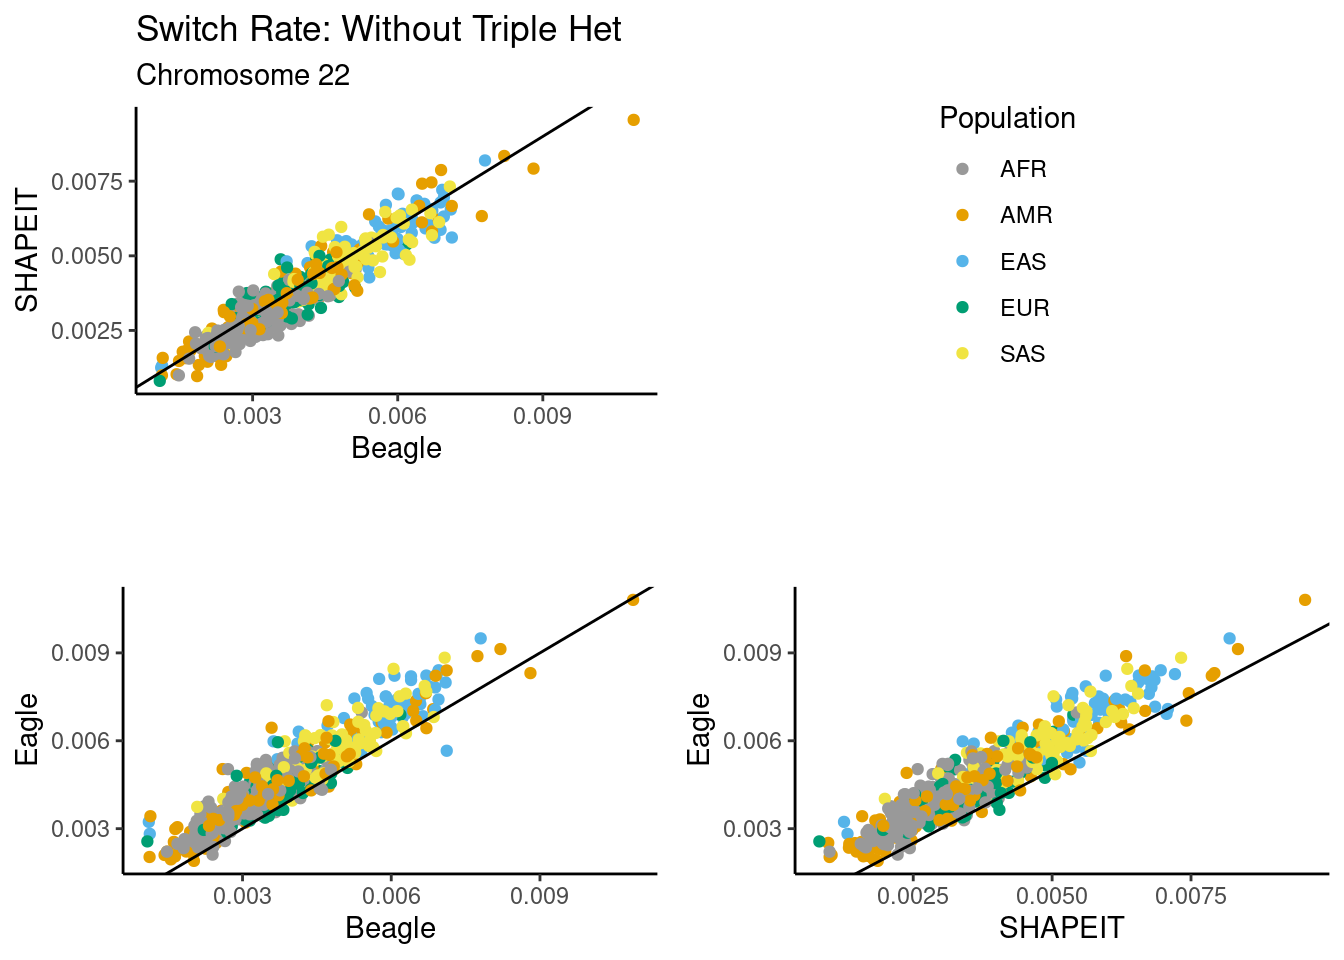 Switch Rate: Without Triple Het
Chromosome 22
SHAPEIT
0.0075
0.0050
0.0025
0.003 0.006 0.009
Beagle
Population
AFR
AMR
EAS
EUR
SAS
Eagle
0.009
0.006
0.003
0.003 0.006 0.009
Beagle
Eagle
0.009
0.006
0.003
0.0025 0.0050 0.0075
SHAPEIT